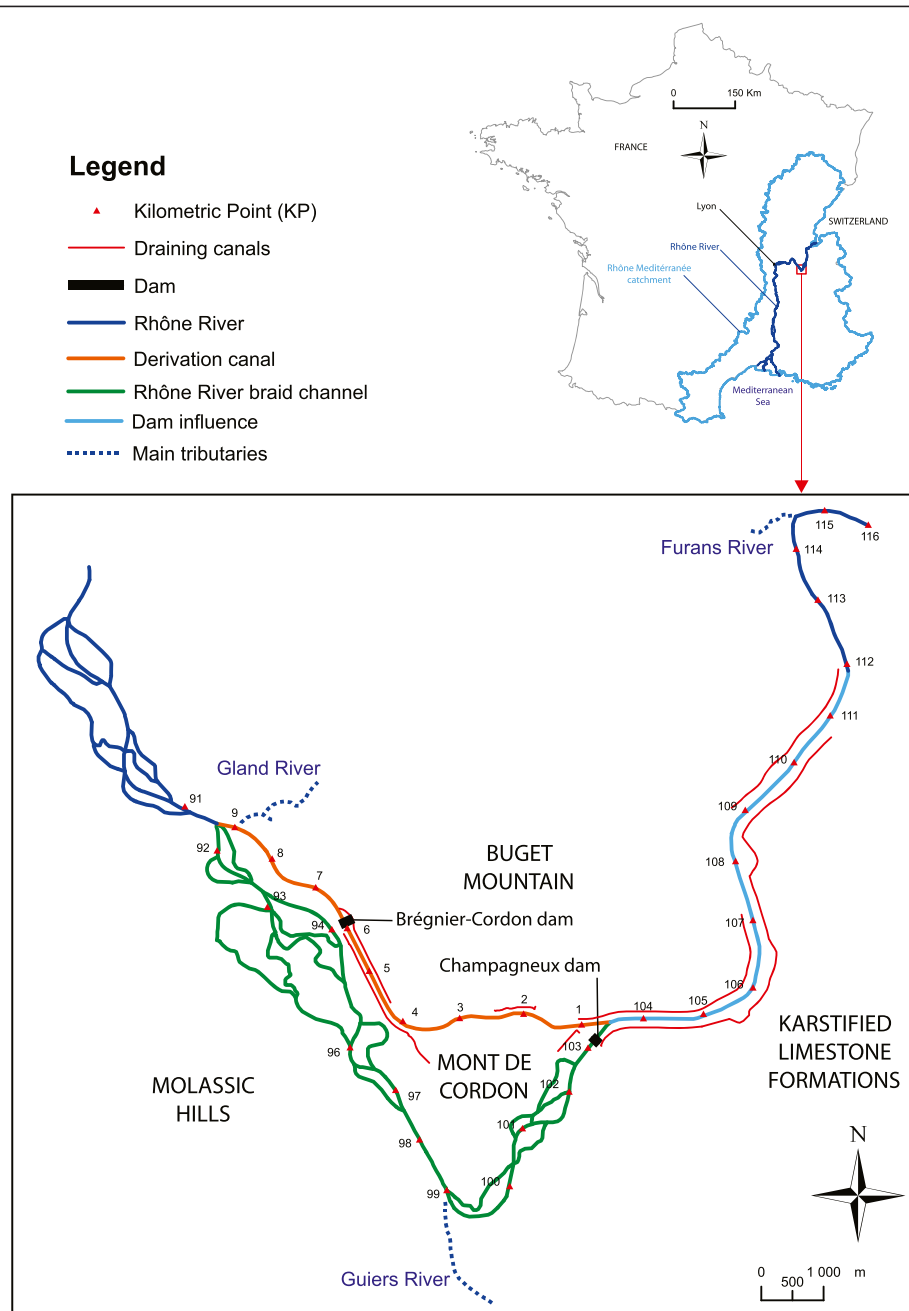 0 150 Km
N
FRANCE
Legend
Kilometric Point (KP)
Draining canals
Dam
Rhône River
Derivation canal
Rhône River braid channel
Dam influence
Main tributaries
Lyon
SWITZERLAND
Rhône River
Rhône Meditérránée
catchment
Mediterranean
Sea
115
116
Furans River
114
113
112
111
110
109
108
107
106
105
104
Gland River
91
9
92
8
7
93
94
6
5
4
3
2
1
BUGET
MOUNTAIN
Brégnier-Cordon dam
Champagneux dam
KARSTIFIED
LIMESTONE
FORMATIONS
103
MONT DE
CORDON
102
101
100
96
97
98
99
MOLASSIC
HILLS
Guiers River
N
0 1 000 m
500